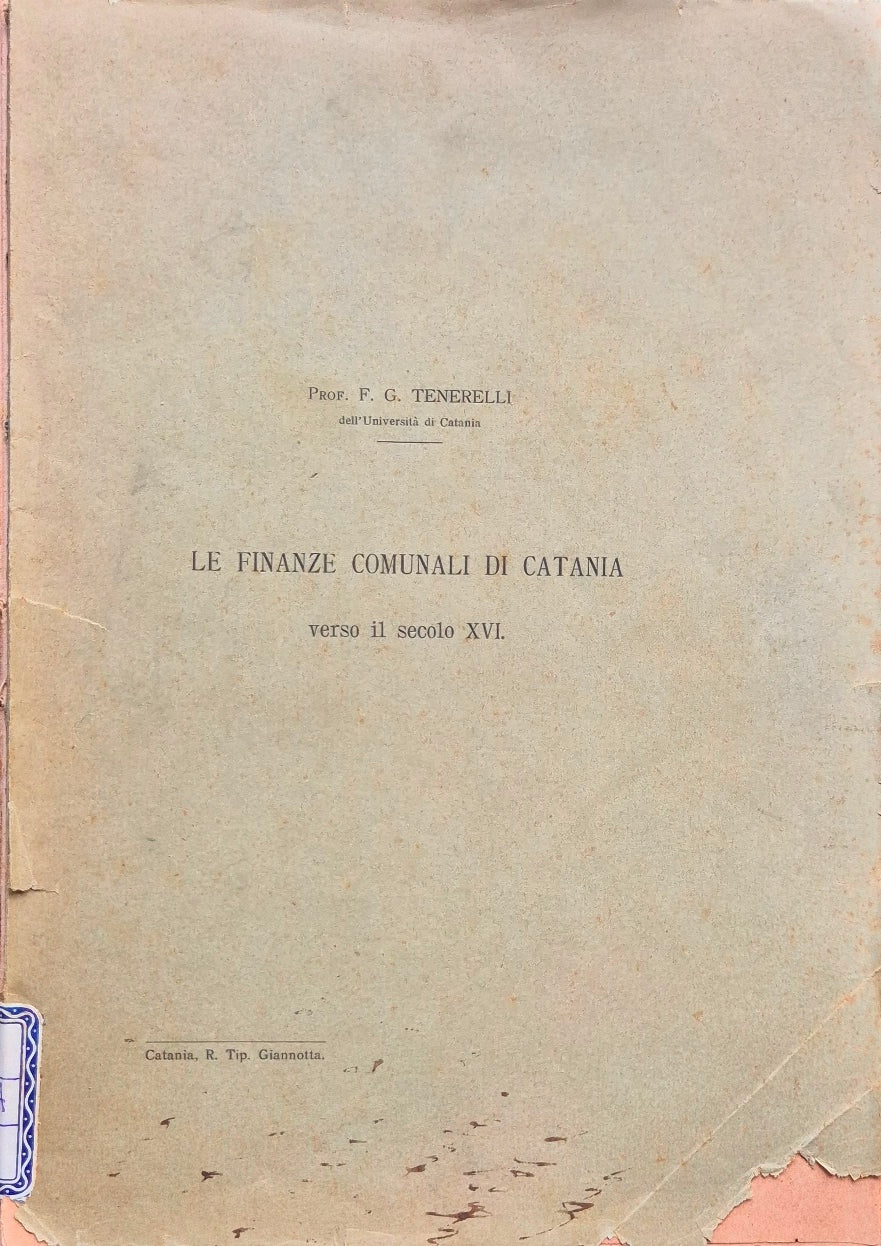 PROF. F. G. TENERELLI
dell'Università di Catania
LE FINANZE COMUNALI DI CATANIA
verso il secolo XVI.
Catania, R. Tip. Giannotta.